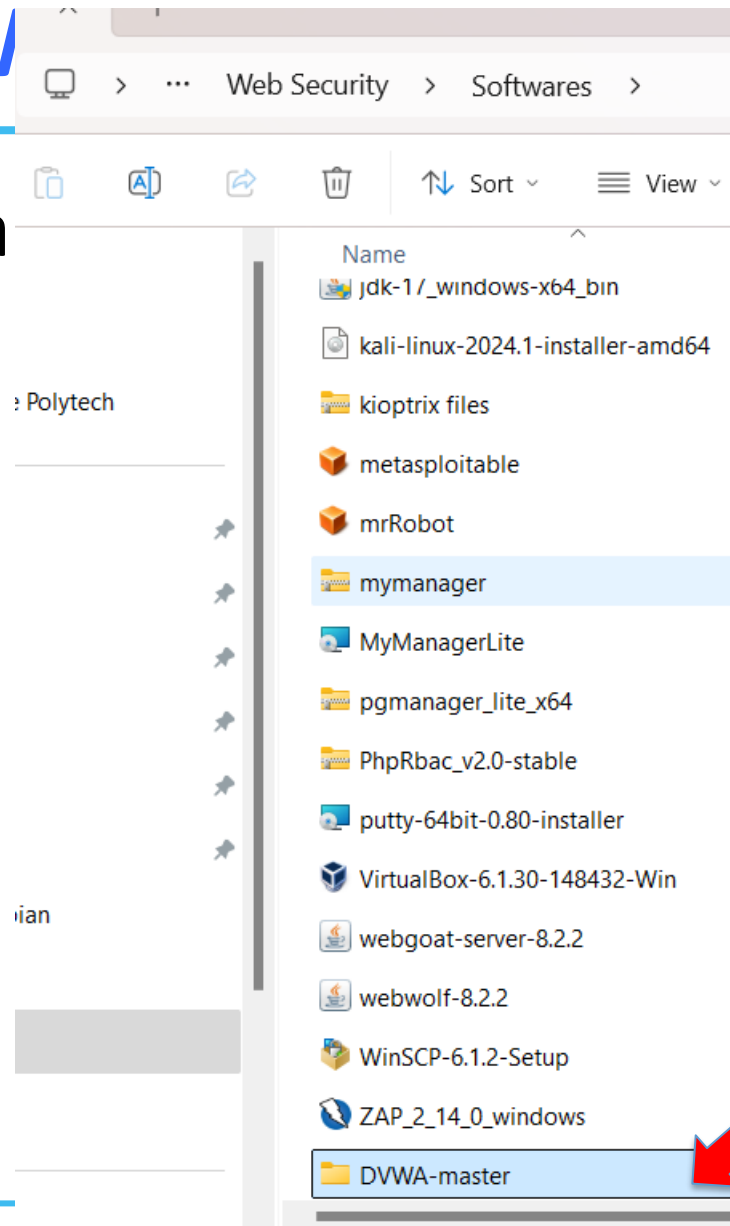 Web Security > Softwares >
Sort
View
Name
jdk-17_windows-x64_bin
kali-linux-2024.1-installer-amd64
e Polytech
kioptrix files
metasploitable
mrRobot
mymanager
MyManagerLite
pgmanager_lite_x64
PhpRbac_v2.0-stable
putty-64bit-0.80-installer
VirtualBox-6.1.30-148432-Win
ian
webgoat-server-8.2.2
webwolf-8.2.2
WinSCP-6.1.2-Setup
ZAP_2_14_0_windows
DVWA-master